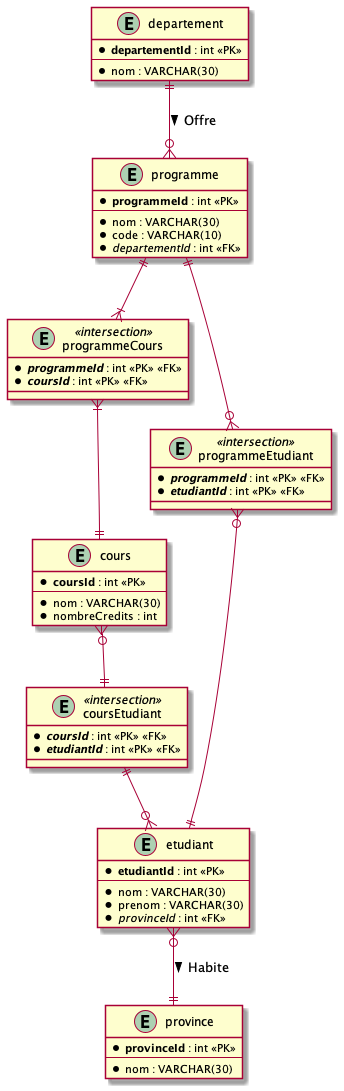 E departement
departementId : int «PK»
nom : VARCHAR(30)
Offre
E programme
programmeId : int «PK»
nom : VARCHAR(30)
code : VARCHAR(10)
departementId : int «FK»
E «intersection»
programmeCours
programmeId : int «PK» «FK»
coursId : int «PK» «FK»
E «intersection»
programmeEtudiant
programmeId : int «PK» «FK»
etudiantId : int «PK» «FK»
E cours
coursId : int «PK»
nom : VARCHAR(30)
nombreCredits : int
E «intersection»
coursEtudiant
coursId : int «PK» «FK»
etudiantId : int «PK» «FK»
E etudiant
etudiantId : int «PK»
nom : VARCHAR(30)
prenom : VARCHAR(30)
provinceId : int «FK»
Habite
E province
provinceId : int «PK»
nom : VARCHAR(30)